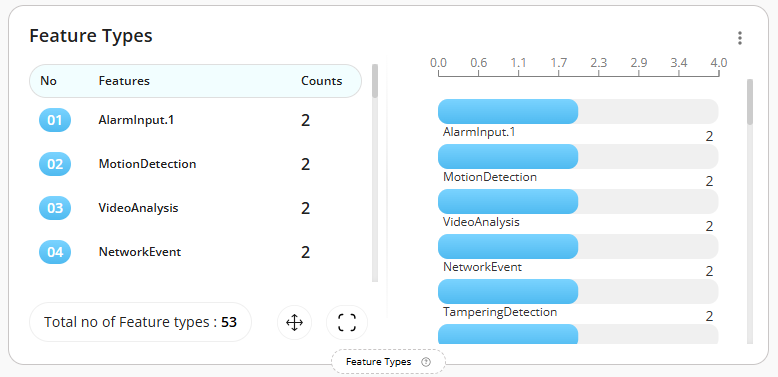 Feature Types
No Features Counts
01 AlarmInput.1 2
02 MotionDetection 2
03 VideoAnalysis 2
04 NetworkEvent 2
Total no of Feature types : 53
0.0 0.6 1.1 1.7 2.3 2.9 3.4 4.0
AlarmInput.1 2
MotionDetection 2
VideoAnalysis 2
NetworkEvent 2
TamperingDetection 2
Feature Types ?